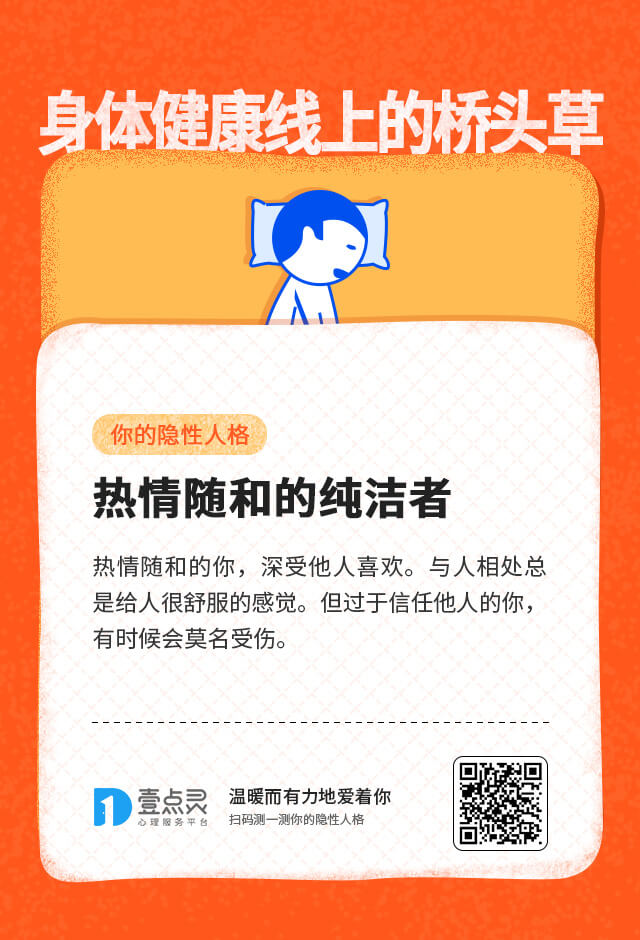 身体健康线上的桥头草
你的隐性人格
热情随和的纯洁者
热情随和的你，深受他人喜欢。与人相处总
是给人很舒服的感觉。但过于信任他人的你，
有时候会莫名受伤。
壹点灵
心理服务平台
温暖而有力地爱着你
扫码测一测你的隐性人格